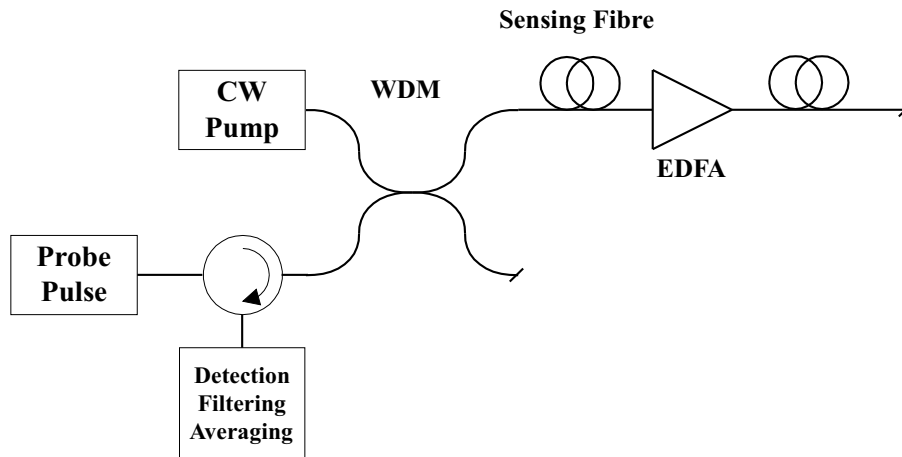 Sensing Fibre
CW
Pump
WDM
EDFA
Probe
Pulse
Detection
Filtering
Averaging